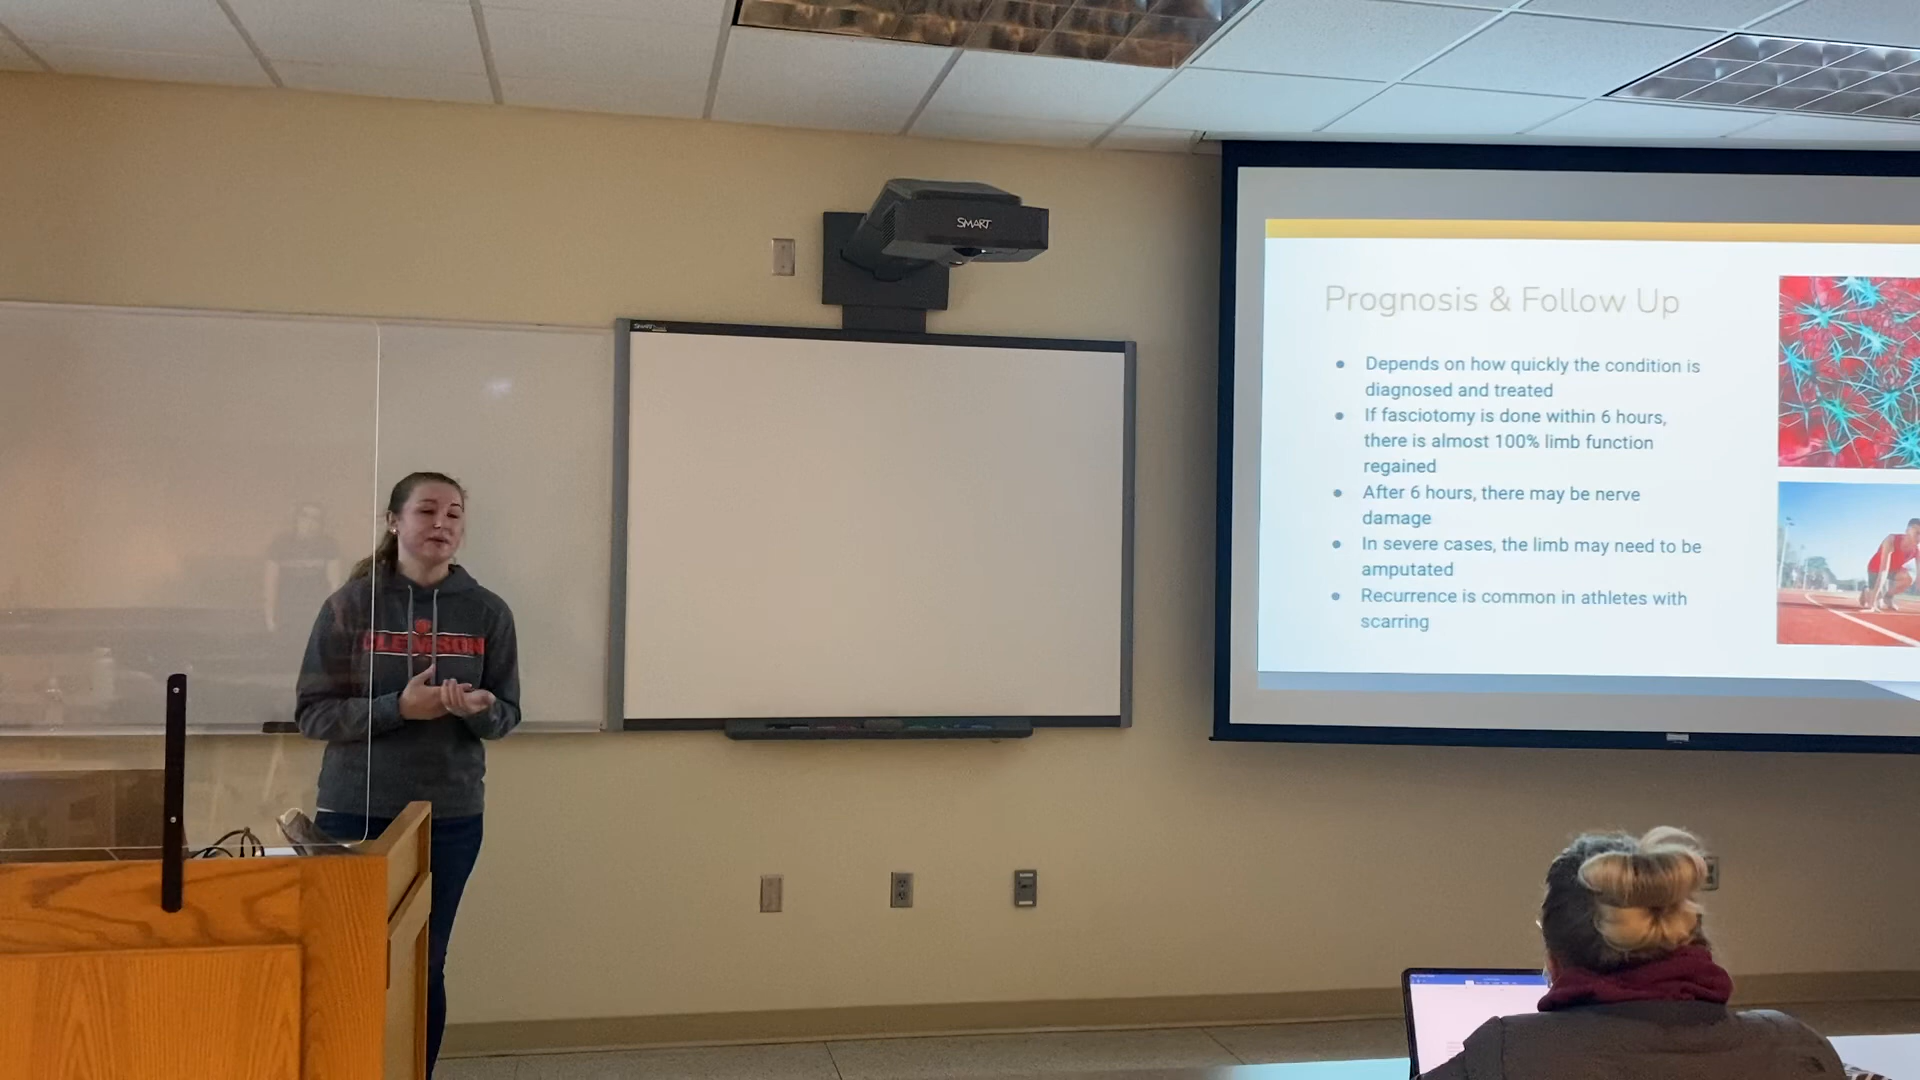 SMART
CLEMSON
Prognosis & Follow Up
• Depends on how quickly the condition is
diagnosed and treated
• If fasciotomy is done within 6 hours,
there is almost 100% limb function
regained
• After 6 hours, there may be nerve
damage
• In severe cases, the limb may need to be
amputated
• Recurrence is common in athletes with
scarring